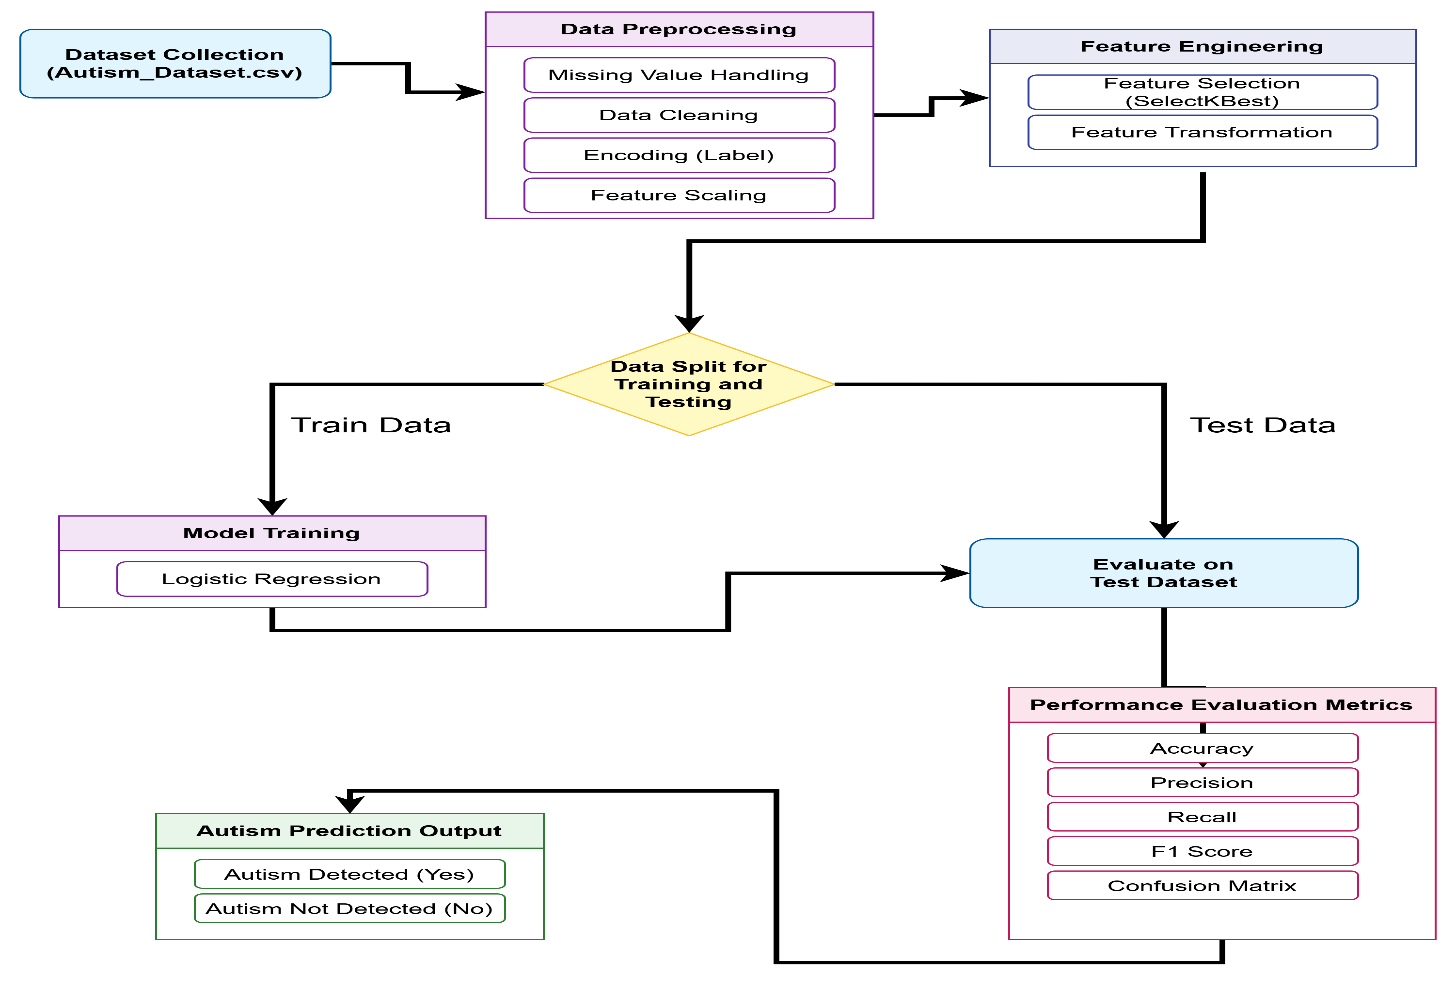 Dataset Collection
(Autism_Dataset.csv)
Data Preprocessing
Missing Value Handling
Data Cleaning
Encoding (Label)
Feature Scaling
Feature Engineering
Feature Selection
(SelectKBest)
Feature Transformation
Data Split for
Training and
Testing
Train Data
Test Data
Model Training
Logistic Regression
Evaluate on
Test Dataset
Performance Evaluation Metrics
Accuracy
Precision
Recall
F1 Score
Confusion Matrix
Autism Prediction Output
Autism Detected (Yes)
Autism Not Detected (No)